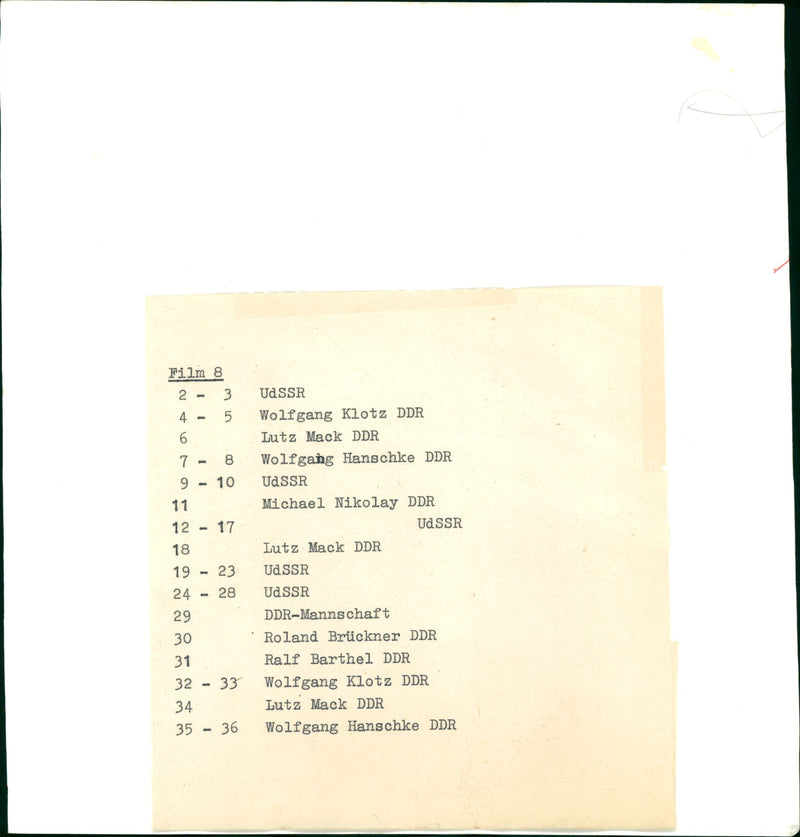 Film 8
2 - 3 UdSSR
4 - 5 Wolfgang Klotz DDR
6 Lutz Mack DDR
7 - 8 Wolfgang Hanschke DDR
9 - 10 UdSSR
11 Michael Nikolay DDR
12 - 17 UdSSR
18 Lutz Mack DDR
19 - 23 UdSSR
24 - 28 UdSSR
29 DDR-Mannschaft
30 Roland Brückner DDR
31 Ralf Barthel DDR
32 - 33 Wolfgang Klotz DDR
34 Lutz Mack DDR
35 - 36 Wolfgang Hanschke DDR